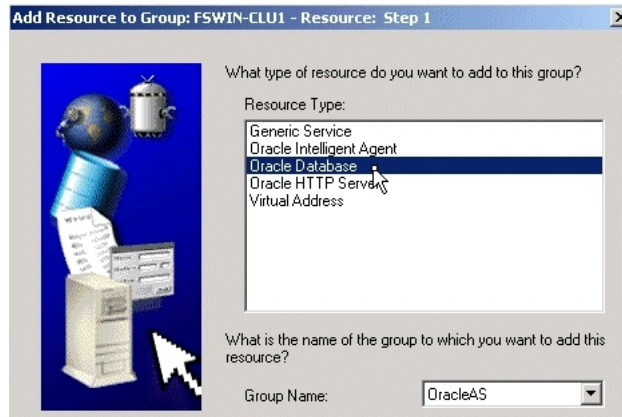 Add Resource to Group: FSWIN-CLU1 - Resource: Step 1
What type of resource do you want to add to this group?
Resource Type:
Generic Service
Oracle Intelligent Agent
Oracle Database
Oracle HTTP Server
Virtual Address
What is the name of the group to which you want to add this
resource?
Group Name: OracleAS